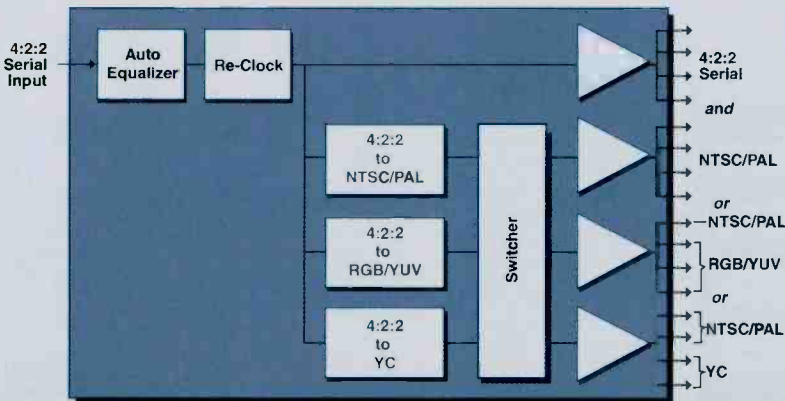 4:2:2
Serial
Input
Auto
Equalizer
Re-Clock
4:2:2
to
NTSC/PAL
4:2:2
to
RGB/YUV
4:2:2
to
YC
Switcher
4:2:2
Serial
and
NTSC/PAL
or
NTSC/PAL
RGB/YUV
or
NTSC/PAL
YC